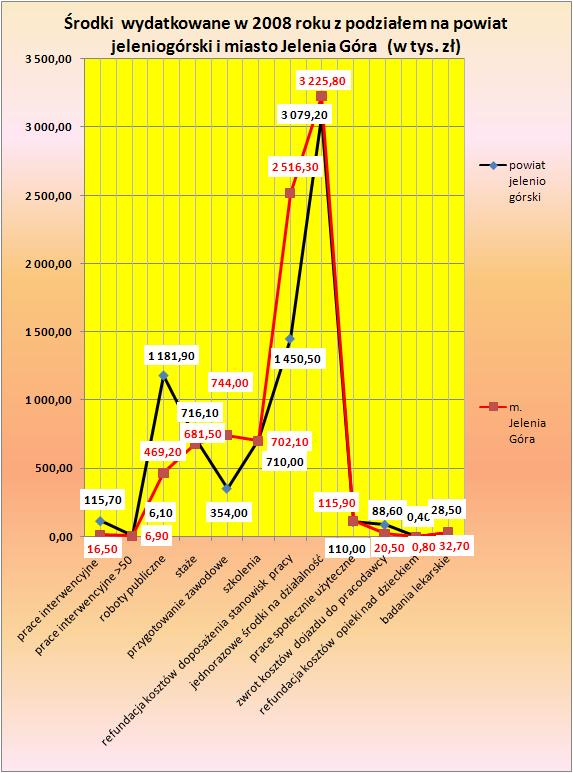 Środki wydatkowane w 2008 roku z podziałem na powiat
jeleniogórski i miasto Jelenia Góra (w tys. zł)
3 500,00
3 000,00
2 500,00
2 000,00
1 500,00
1 000,00
500,00
0,00
3 225,80
3 079,20
2 516,30
1 450,50
1 181,90
744,00
716,10
681,50
469,20
702,10
710,00
354,00
115,70
16,50
6,10
6,90
115,90
110,00
88,60
20,50
0,40
0,80
28,50
32,70
prace interwencyjne
prace interwencyjne >50
roboty publiczne
staże
przygotowanie zawodowe
szkolenia
refundacja kosztów doposażenia stanowisk pracy
jednorazowe środki na działalność
prace społecznie użyteczne
zwrot kosztów dojazdu do pracodawcy
refundacja kosztów opieki nad dzieckiem
badania lekarskie
powiat
jelenio
górski
m.
Jelenia
Góra